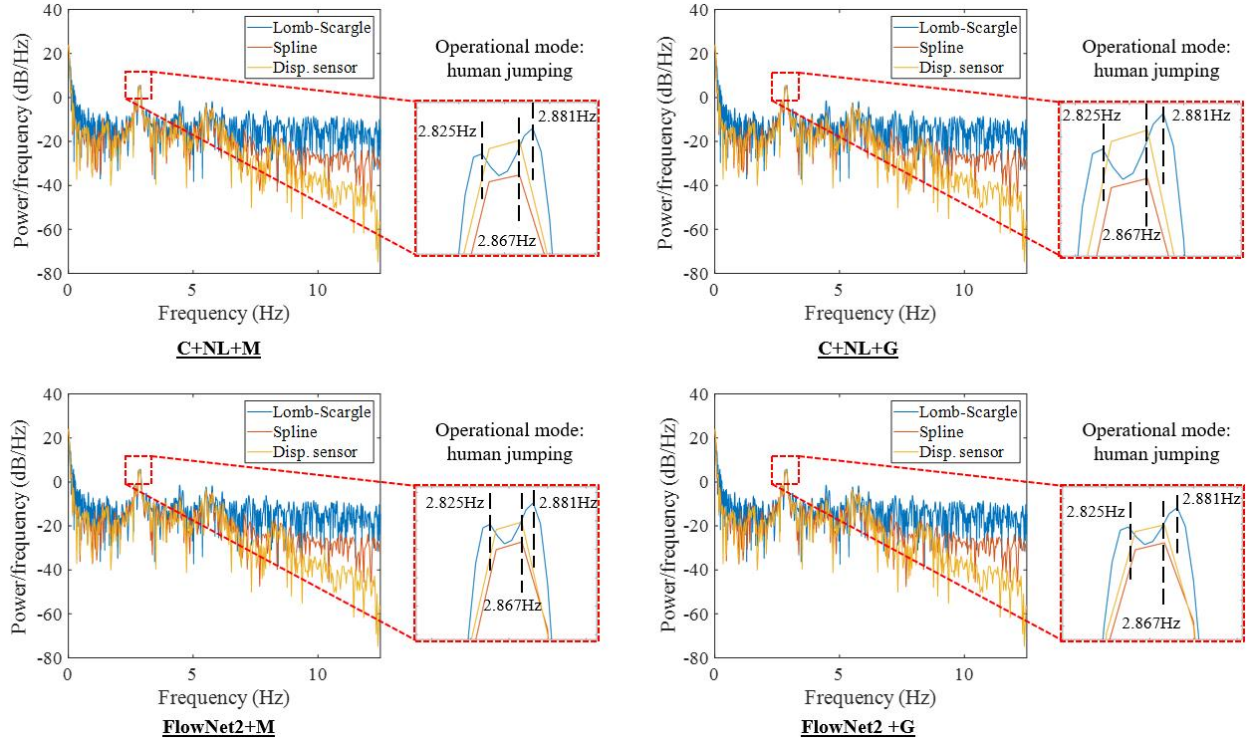 40
20
0
-20
-40
-60
-80
Power/frequency (dB/Hz)
0
5
10
Frequency (Hz)
Lomb-Scargle
Spline
Disp. sensor
Operational mode:
human jumping
2.825Hz
2.881Hz
2.867Hz
C+NL+M
40
20
0
-20
-40
-60
-80
Power/frequency (dB/Hz)
0
5
10
Frequency (Hz)
Lomb-Scargle
Spline
Disp. sensor
Operational mode:
human jumping
2.825Hz
2.881Hz
2.867Hz
C+NL+G
40
20
0
-20
-40
-60
-80
Power/frequency (dB/Hz)
0
5
10
Frequency (Hz)
Lomb-Scargle
Spline
Disp. sensor
Operational mode:
human jumping
2.825Hz
2.881Hz
2.867Hz
FlowNet2+M
40
20
0
-20
-40
-60
-80
Power/frequency (dB/Hz)
0
5
10
Frequency (Hz)
Lomb-Scargle
Spline
Disp. sensor
Operational mode:
human jumping
2.825Hz
2.881Hz
2.867Hz
FlowNet2 +G